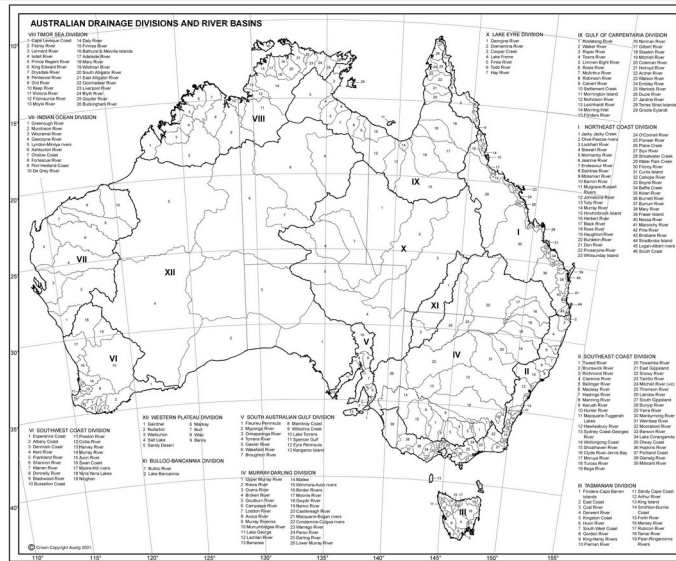 AUSTRALIAN DRAINAGE DIVISIONS AND RIVER BASINS
VIII TIMOR SEA DIVISION
1 Cape Leveque Coast
2 Fitzroy River
3 Lennard River
4 Isdell River
5 Prince Regent River
6 King Edward River
7 Drysdale River
8 Pentecost River
9 Ord River
10 Keep River
11 Victoria River
12 Fitzmaurice River
13 Moyle River
14 Daly River
15 Finniss River
16 Bathurst & Melville Islands
17 Adelaide River
18 Mary River
19 Wildman River
20 South Alligator River
21 East Alligator River
22 Goomadeer River
23 Liverpool River
24 Blyth River
25 Goyder River
26 Buckingham River
VII INDIAN OCEAN DIVISION
1 Greenough River
2 Murchison River
3 Wooramel River
4 Gascoyne River
5 Lyndon-Minilya rivers
6 Ashburton River
7 Onslow Coast
8 Fortescue River
9 Port Hedland Coast
10 De Grey River
X LAKE EYRE DIVISION
1 Georgina River
2 Diamantina River
3 Cooper Creek
4 Lake Frome
5 Finke River
6 Todd River
7 Hay River
IX GULF OF CARPENTARIA DIVISION
1 Koolatong River
2 Walker River
3 Roper River
4 Towns River
5 Limmen Bight River
6 Rosie River
7 McArthur River
8 Robinson River
9 Calvert River
10 Settlement Creek
11 Mornington Island
12 Nicholson River
13 Leichhardt River
14 Morning Inlet
15 Flinders River
16 Norman River
17 Gilbert River
18 Staaten River
19 Mitchell River
20 Coleman River
21 Holroyd River
22 Archer River
23 Watson River
24 Embley River
25 Wenlock River
26 Ducie River
27 Jardine River
28 Torres Strait Islands
29 Groote Eylandt
I NORTHEAST COAST DIVISION
1 Jacky Jacky Creek
2 Olive-Pascoe rivers
3 Lockhart River
4 Stewart River
5 Normanby River
6 Jeannie River
7 Endeavour River
8 Daintree River
9 Mossman River
10 Barron River
11 Mulgrave-Russell
Rivers
12 Johnstone River
13 Tully River
14 Murray River
15 Hinchinbrook Island
16 Herbert River
17 Black River
18 Ross River
19 Haughton River
20 Burdekin River
21 Don River
22 Proserpine River
23 Whitsunday Island
24 O'Connell River
25 Pioneer River
26 Plane Creek
27 Styx River
28 Shoalwater Creek
29 Water Park Creek
30 Fitzroy River
31 Curtis Island
32 Calliope River
33 Boyne River
34 Baffle Creek
35 Kolan River
36 Burnett River
37 Burrum River
38 Mary River
39 Fraser Island
40 Noosa River
41 Maroochy River
42 Pine River
43 Brisbane River
44 Stradbroke Island
45 Logan-Albert rivers
46 South Coast
VIII
IX
I
X
VII
XII
XI
VI
V
IV
II
III
II SOUTHEAST COAST DIVISION
1 Tweed River
2 Brunswick River
3 Richmond River
4 Clarence River
5 Bellinger River
6 Macleay River
7 Hastings River
8 Manning River
9 Karuah River
10 Hunter River
11 Macquarie-Tuggerah
Lakes
12 Hawkesbury River
13 Sydney Coast-Georges
River
14 Wollongong Coast
15 Shoalhaven River
16 Clyde River-Jervis Bay
17 Moruya River
18 Tuross River
19 Bega River
20 Towamba River
21 East Gippsland
22 Snowy River
23 Tambo River
24 Mitchell River (VIC)
25 Thomson River
26 Latrobe River
27 South Gippsland
28 Bunyip River
29 Yarra River
30 Maribyrnong River
31 Werribee River
32 Moorabool River
33 Barwon River
34 Lake Corangamite
35 Otway Coast
36 Hopkins River
37 Portland Coast
38 Glenelg River
39 Millicent Coast
VI SOUTHWEST COAST DIVISION
1 Esperance Coast
2 Albany Coast
3 Denmark Coast
4 Kent River
5 Frankland River
6 Shannon River
7 Warren River
8 Donnelly River
9 Blackwood River
10 Busselton Coast
11 Preston River
12 Collie River
13 Harvey River
14 Murray River
15 Avon River
16 Swan Coast
17 Moore-Hill rivers
18 Yarra Yarra Lakes
19 Ninghan
XII WESTERN PLATEAU DIVISION
1 Gairdner
2 Nullarbor
3 Warburton
4 Salt Lake
5 Sandy Desert
6 Mackay
7 Burt
8 Wiso
9 Barkly
XI BULLOO-BANCANNIA DIVISION
1 Bulloo River
2 Lake Bancannia
V SOUTH AUSTRALIAN GULF DIVISION
1 Fleurieu Peninsula
2 Myponga River
3 Onkaparinga River
4 Torrens River
5 Gawler River
6 Wakefield River
7 Broughton River
8 Mambray Coast
9 Willochra Creek
10 Lake Torrens
11 Spencer Gulf
12 Eyre Peninsula
13 Kangaroo Island
IV MURRAY-DARLING DIVISION
1 Upper Murray River
2 Kiewa River
3 Ovens River
4 Broken River
5 Goulburn River
6 Campaspe River
7 Loddon River
8 Avoca River
9 Murray Riverina
10 Murrumbidgee River
11 Lake George
12 Lachlan River
13 Benanee
14 Mallee
15 Wimmera-Avon rivers
16 Border Rivers
17 Moonie River
18 Gwydir River
19 Namoi River
20 Castlereagh River
21 Macquarie-Bogan rivers
22 Condamine-Culgoa rivers
23 Warrego River
24 Paroo River
25 Darling River
26 Lower Murray River
III TASMANIAN DIVISION
1 Flinders-Cape Barren
Islands
2 East Coast
3 Coal River
4 Derwent River
5 Kingston Coast
6 Huon River
7 South-West Coast
8 Gordon River
9 King-Henty Rivers
10 Pieman River
11 Sandy Cape Coast
12 Arthur River
13 King Island
14 Smithton-Burnie
Coast
15 Forth River
16 Mersey River
17 Rubicon River
18 Tamar River
19 Piper-Ringarooma
Rivers
© Crown Copyright Auslig 2001
10°
15°
20°
25°
30°
35°
40°
110°
115°
120°
125°
130°
135°
140°
145°
150°
155°